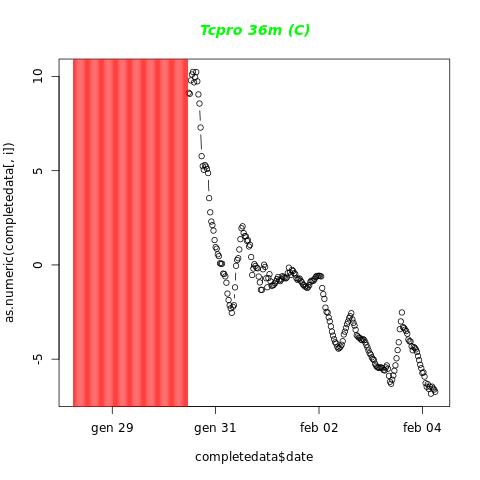 Tcpro 36m (C)
as.numeric(completedata[, i])
10
5
0
-5
gen 29
gen 31
feb 02
feb 04
completedata$date